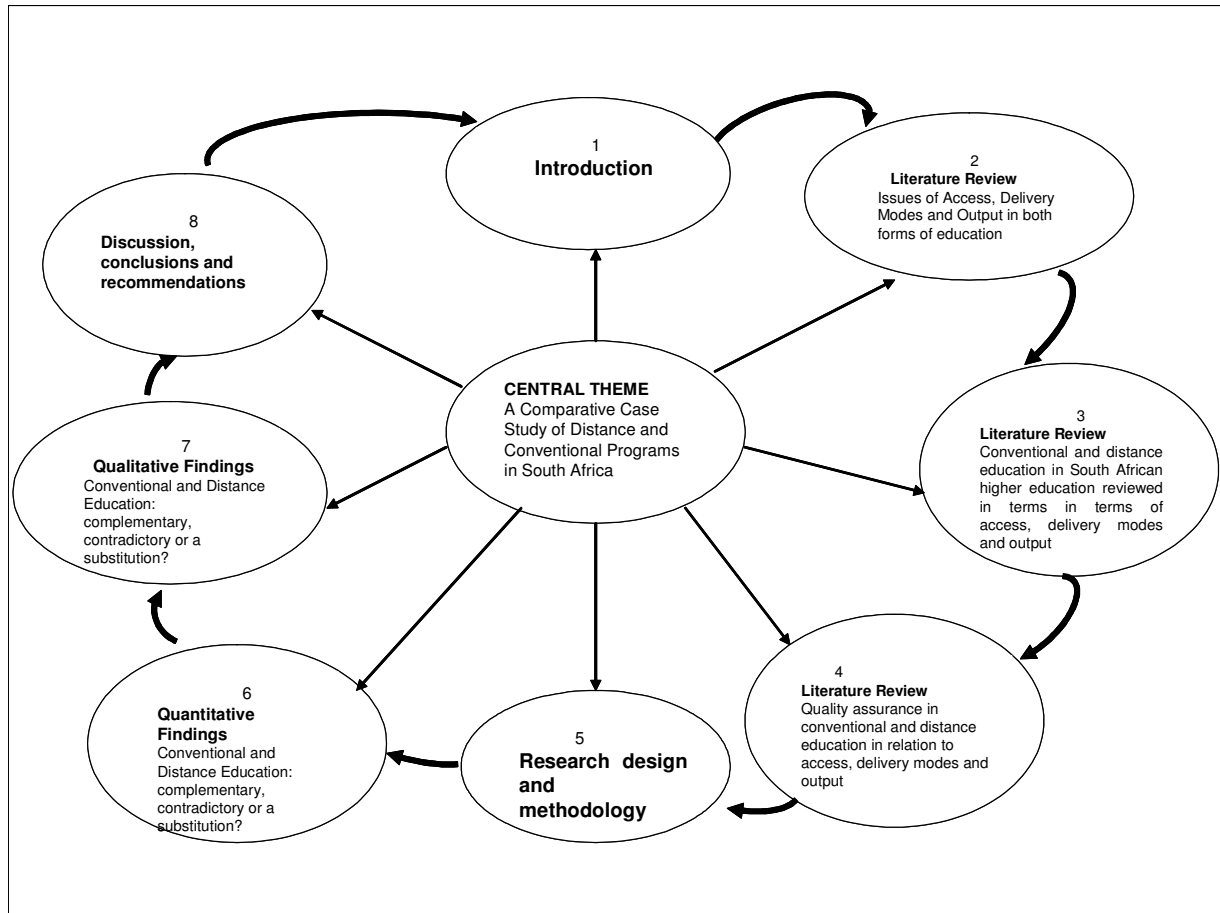 1
Introduction
2
Literature Review
Issues of Access, Delivery
Modes and Output in both
forms of education
3
Literature Review
Conventional and distance
education in South African
higher education reviewed
in terms in terms of
access, delivery modes
and output
4
Literature Review
Quality assurance in
conventional and distance
education in relation to
access, delivery modes and
output
5
Research design
and
methodology
6
Quantitative
Findings
Conventional and
Distance Education:
complementary,
contradictory or a
substitution?
7
Qualitative Findings
Conventional and Distance
Education:
complementary,
contradictory or a
substitution?
8
Discussion,
conclusions and
recommendations
CENTRAL THEME
A Comparative Case
Study of Distance and
Conventional Programs
in South Africa